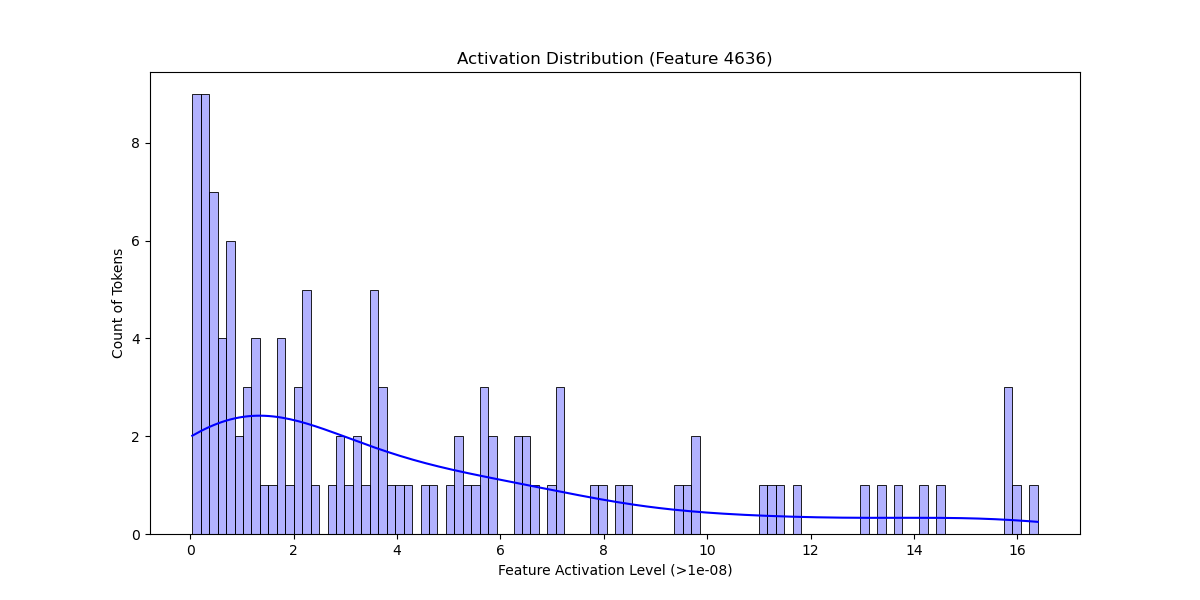 Activation Distribution (Feature 4636)
Count of Tokens
8
6
4
2
0
0 2 4 6 8 10 12 14 16
Feature Activation Level (>1e-08)